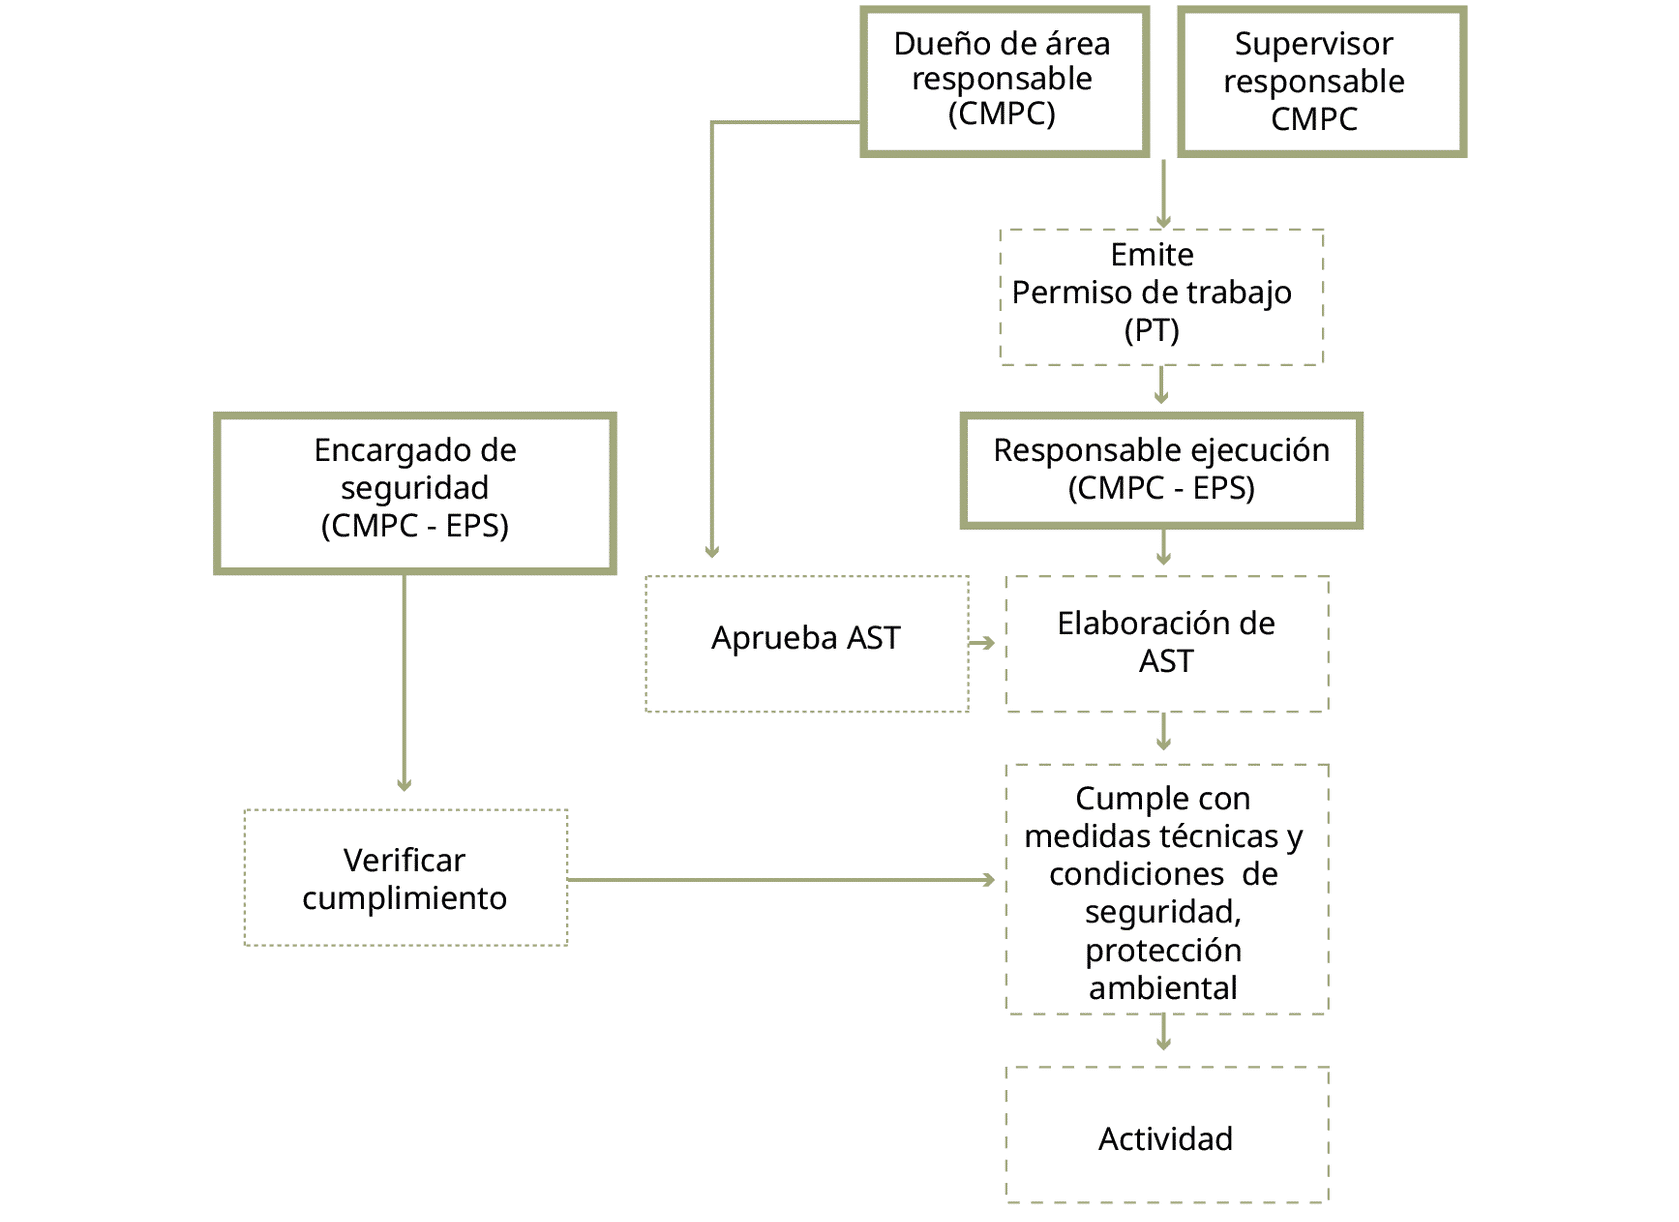 Dueño de área
responsable
(CMPC)
Supervisor
responsable
CMPC
Emite
Permiso de trabajo
(PT)
Encargado de
seguridad
(CMPC - EPS)
Responsable ejecución
(CMPC - EPS)
Aprueba AST
Elaboración de
AST
Verificar
cumplimiento
Cumple con
medidas técnicas y
condiciones de
seguridad,
protección
ambiental
Actividad